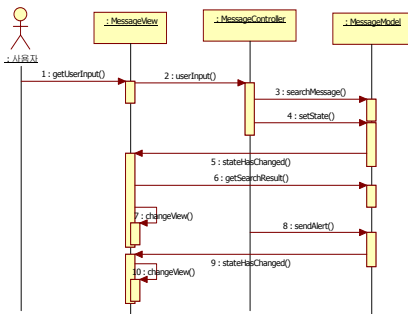 : MessageView
: MessageController
: MessageModel
: 사용자
1 : getUserInput()
2 : userInput()
3 : searchMessage()
4 : setState()
5 : stateHasChanged()
6 : getSearchResult()
7 : changeView()
8 : sendAlert()
9 : stateHasChanged()
10 : changeView()